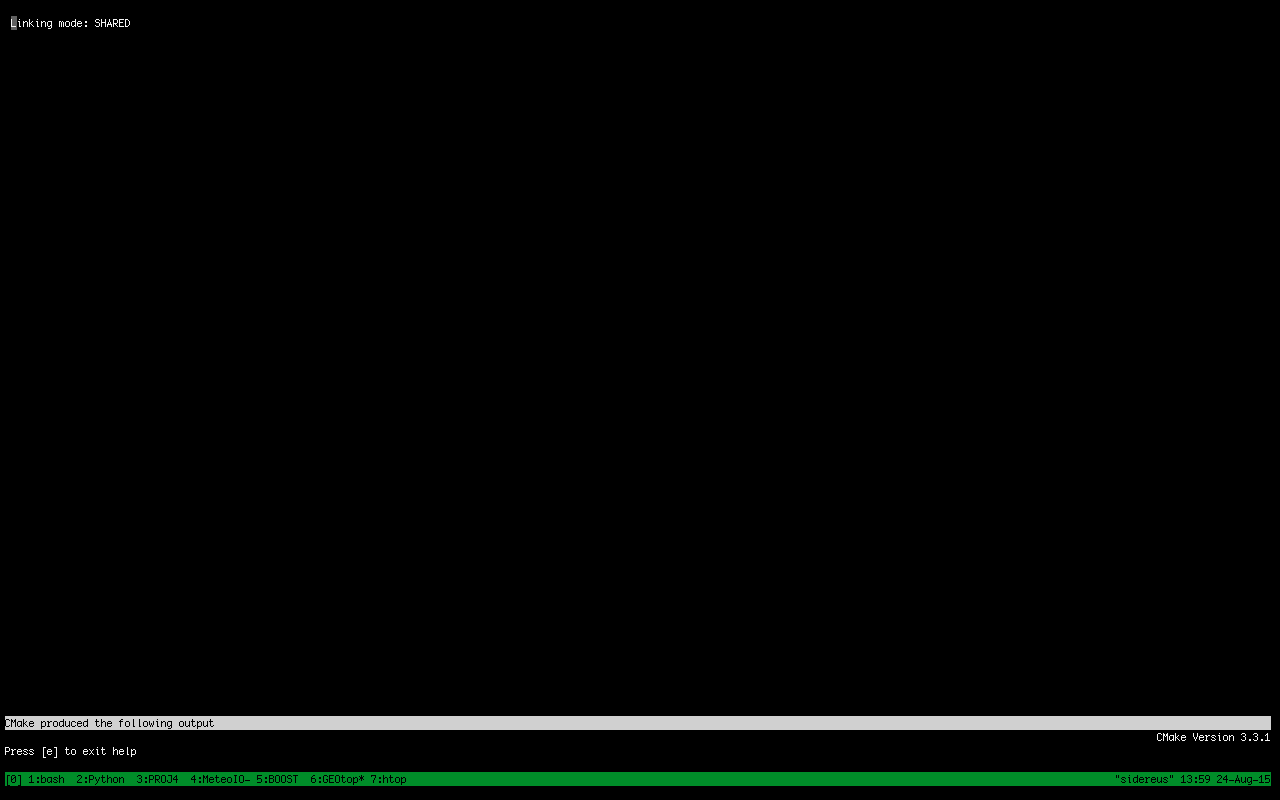 Linking mode: SHARED
CMake produced the following output
CMake Version 3.3.1
Press [e] to exit help
[0] 1:bash  2:Python  3:PROJ4  4:MeteoIO- 5:BOOST  6:GEOtop* 7:htop "sidereus" 13:59 24-Aug-15